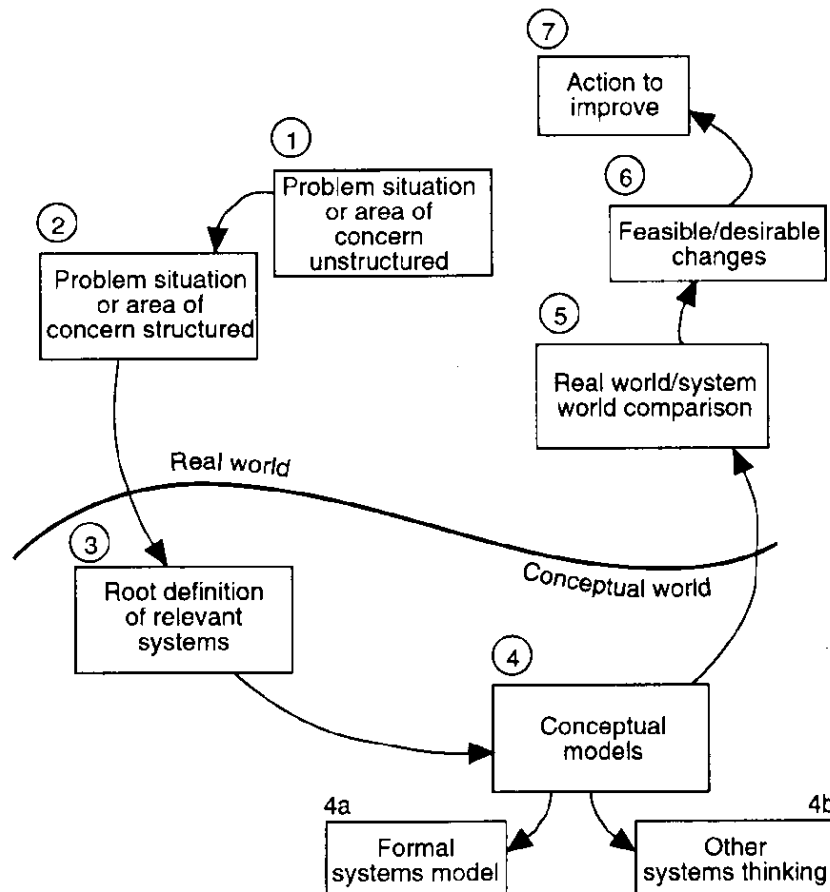 7
Action to
improve
1
Problem situation
or area of
concern
unstructured
6
Feasible/desirable
changes
2
Problem situation
or area of
concern structured
5
Real world/system
world comparison
Real world
Conceptual world
3
Root definition
of relevant
systems
4
Conceptual
models
4a
Formal
systems model
4b
Other
systems thinking